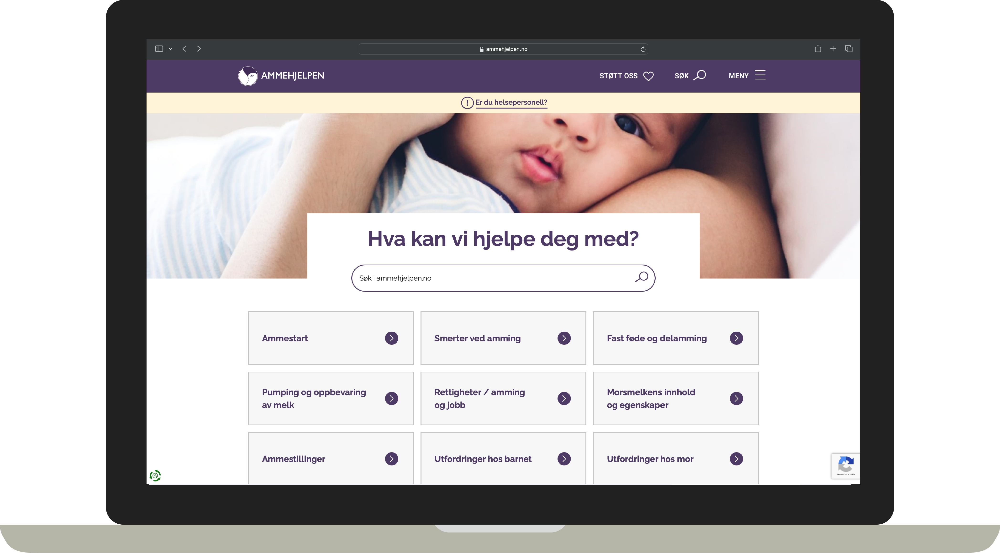 ammehjelpen.no
AMMEHJELPEN
STØTT OSS
SØK
MENY
Er du helsepersonell?
Hva kan vi hjelpe deg med?
Søk i ammehjelpen.no
Ammestart
Smerter ved amming
Fast føde og delamming
Pumping og oppbevaring
av melk
Rettigheter / amming
og jobb
Morsmelkens innhold
og egenskaper
Ammestillinger
Utfordringer hos barnet
Utfordringer hos mor
Personvern - Vilkår